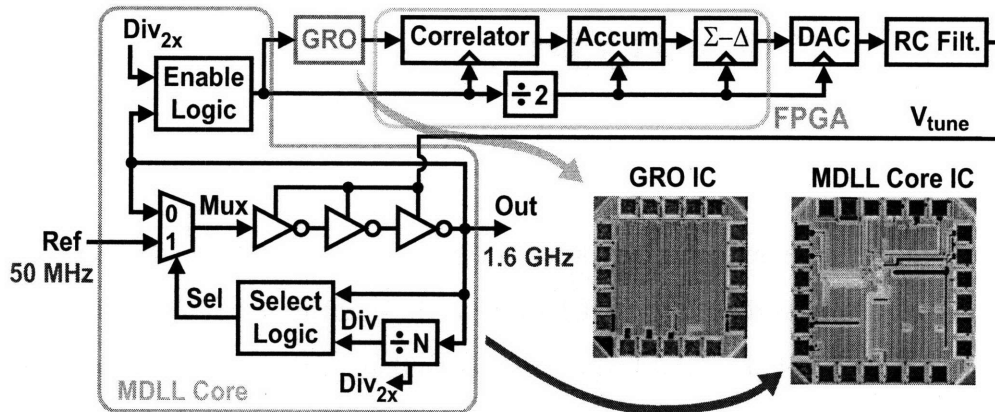 Div2x
Enable
Logic
GRO
Correlator
Accum
Σ–Δ
DAC
RC Filt.
÷2
FPGA
Vtune
GRO IC
MDLL Core IC
Mux
0
1
Ref
50 MHz
Out
1.6 GHz
Sel
Select
Logic
Div
÷N
Div2x
MDLL Core